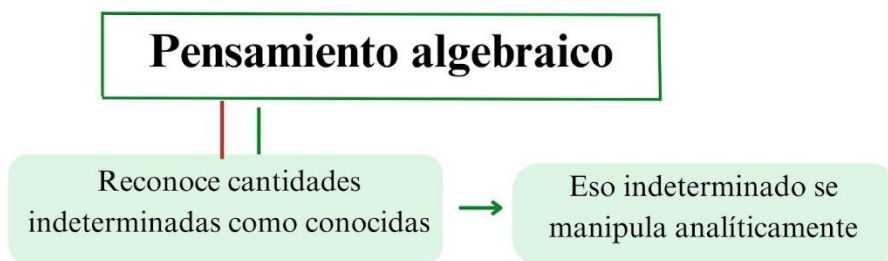 Pensamiento algebraico
Reconoce cantidades
indeterminadas como conocidas
Eso indeterminado se
manipula analíticamente